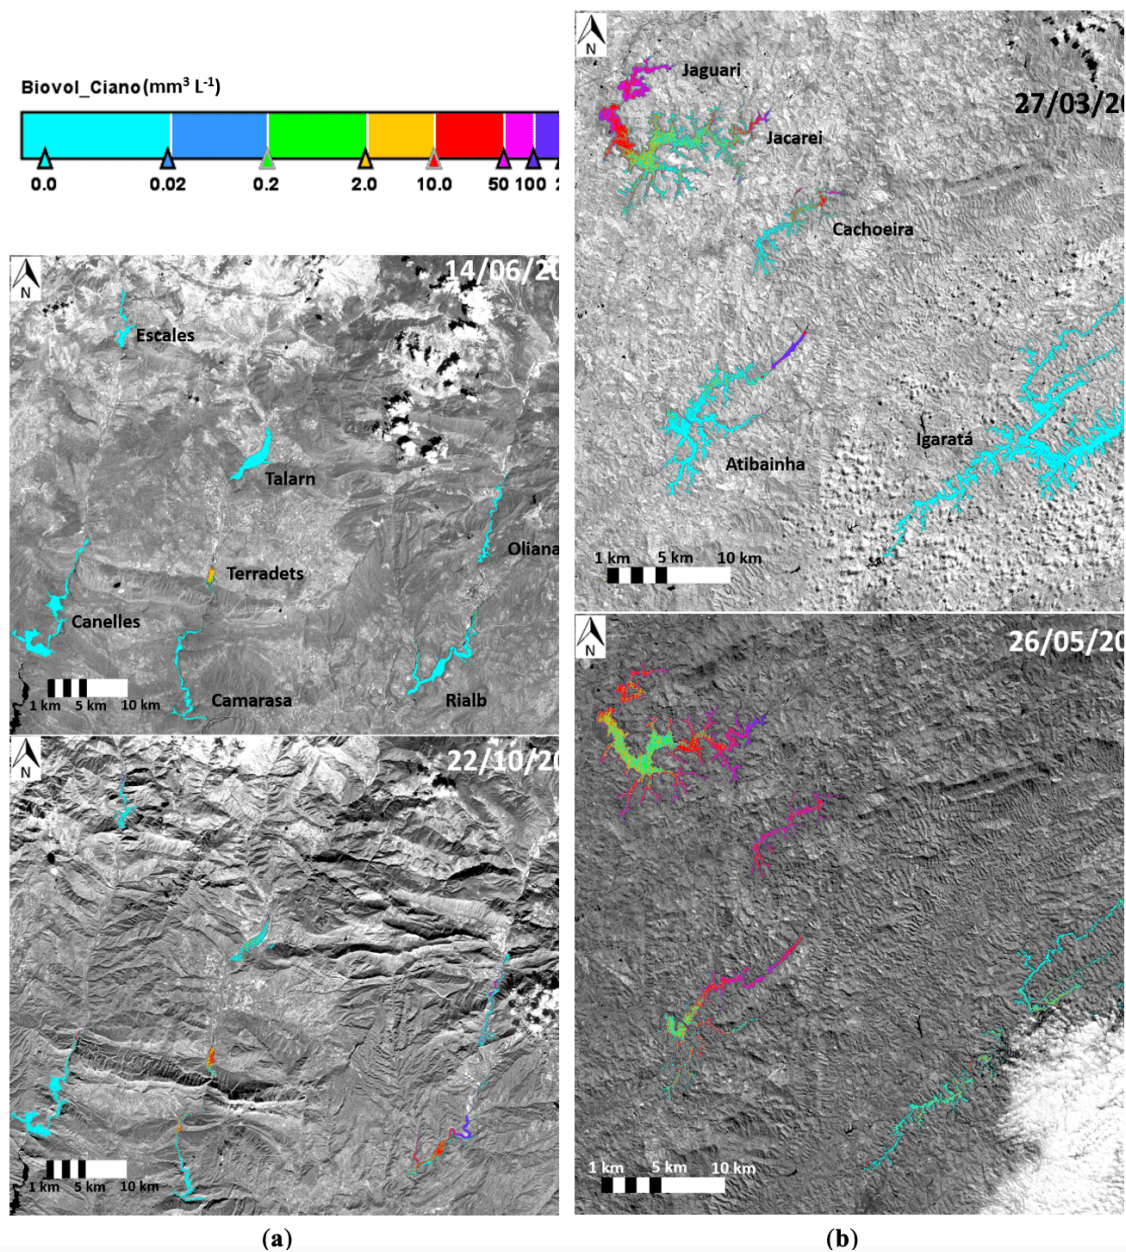 Biovol_Ciano (mm³ L⁻¹)
0.0 0.02 0.2 2.0 10.0 50 100 2
N
14/06/20
Escales
Talarn
Oliana
Terradets
Canelles
Camarasa
Rialb
1 km 5 km 10 km
N
22/10/20
1 km 5 km 10 km
(a)
N
27/03/20
Jaguari
Jacarei
Cachoeira
Igaratá
Atibainha
1 km 5 km 10 km
N
26/05/20
1 km 5 km 10 km
(b)